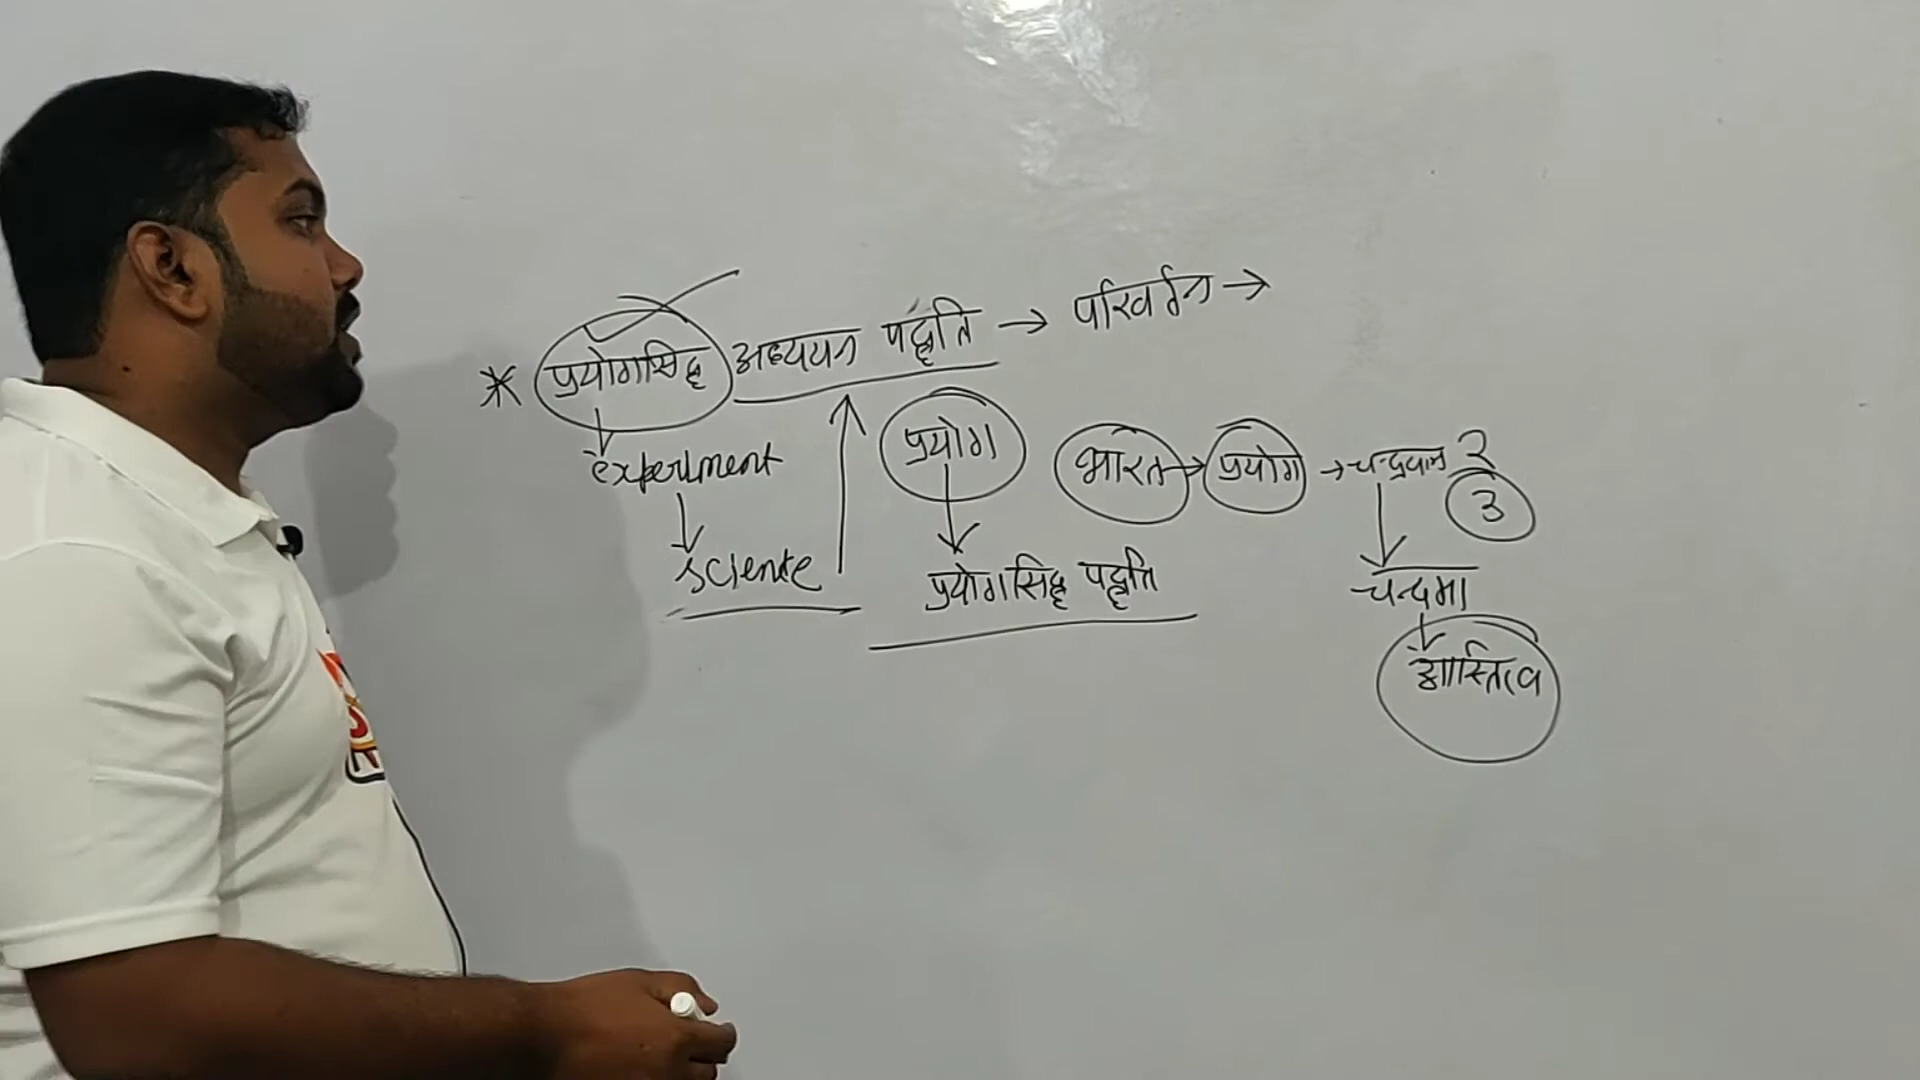 * प्रयोगसिद्ध अध्ययन पद्धति → परिवर्तन →
experiment
science
प्रयोग
प्रयोगसिद्ध पद्धति
भारत → प्रयोग → चन्द्रयान 2
3
चन्द्रमा